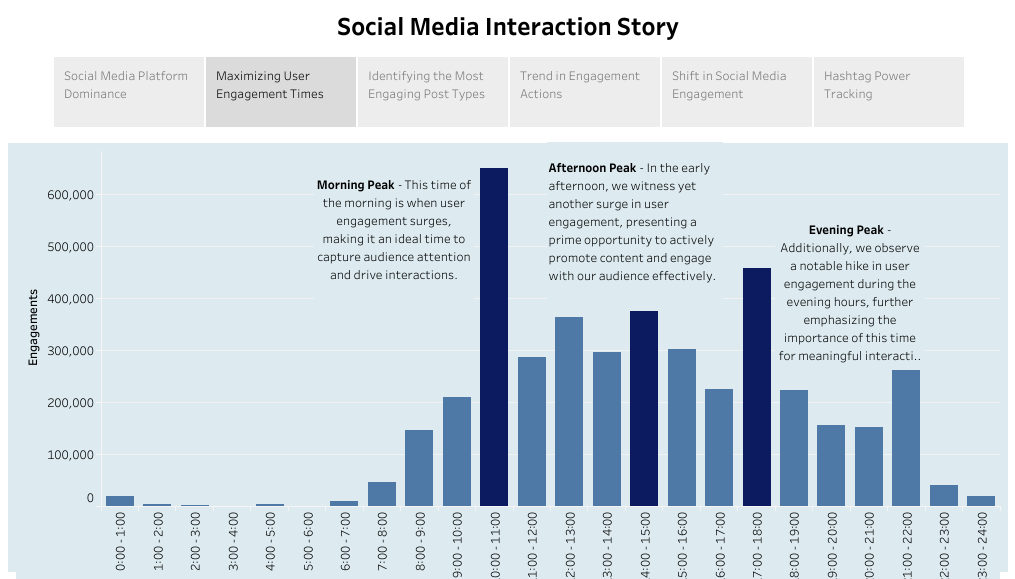 Social Media Interaction Story
Social Media Platform
Dominance
Maximizing User
Engagement Times
Identifying the Most
Engaging Post Types
Trend in Engagement
Actions
Shift in Social Media
Engagement
Hashtag Power
Tracking
Morning Peak - This time of
the morning is when user
engagement surges,
making it an ideal time to
capture audience attention
and drive interactions.
Afternoon Peak - In the early
afternoon, we witness yet
another surge in user
engagement, presenting a
prime opportunity to actively
promote content and engage
with our audience effectively.
Evening Peak -
Additionally, we observe
a notable hike in user
engagement during the
evening hours, further
emphasizing the
importance of this time
for meaningful interacti..
Engagements
600,000
500,000
400,000
300,000
200,000
100,000
0
0:00 - 1:00
1:00 - 2:00
2:00 - 3:00
3:00 - 4:00
4:00 - 5:00
5:00 - 6:00
6:00 - 7:00
7:00 - 8:00
8:00 - 9:00
9:00 - 10:00
0:00 - 11:00
1:00 - 12:00
2:00 - 13:00
3:00 - 14:00
4:00 - 15:00
5:00 - 16:00
6:00 - 17:00
7:00 - 18:00
8:00 - 19:00
9:00 - 20:00
0:00 - 21:00
1:00 - 22:00
2:00 - 23:00
3:00 - 24:00